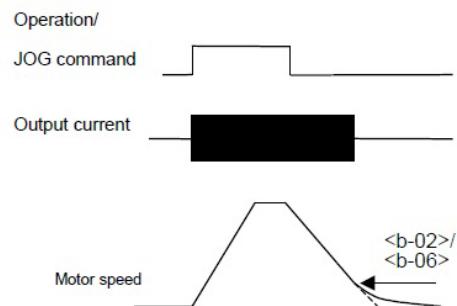 Operation/
JOG command
Output current
<b-02>/
<b-06>
Motor speed